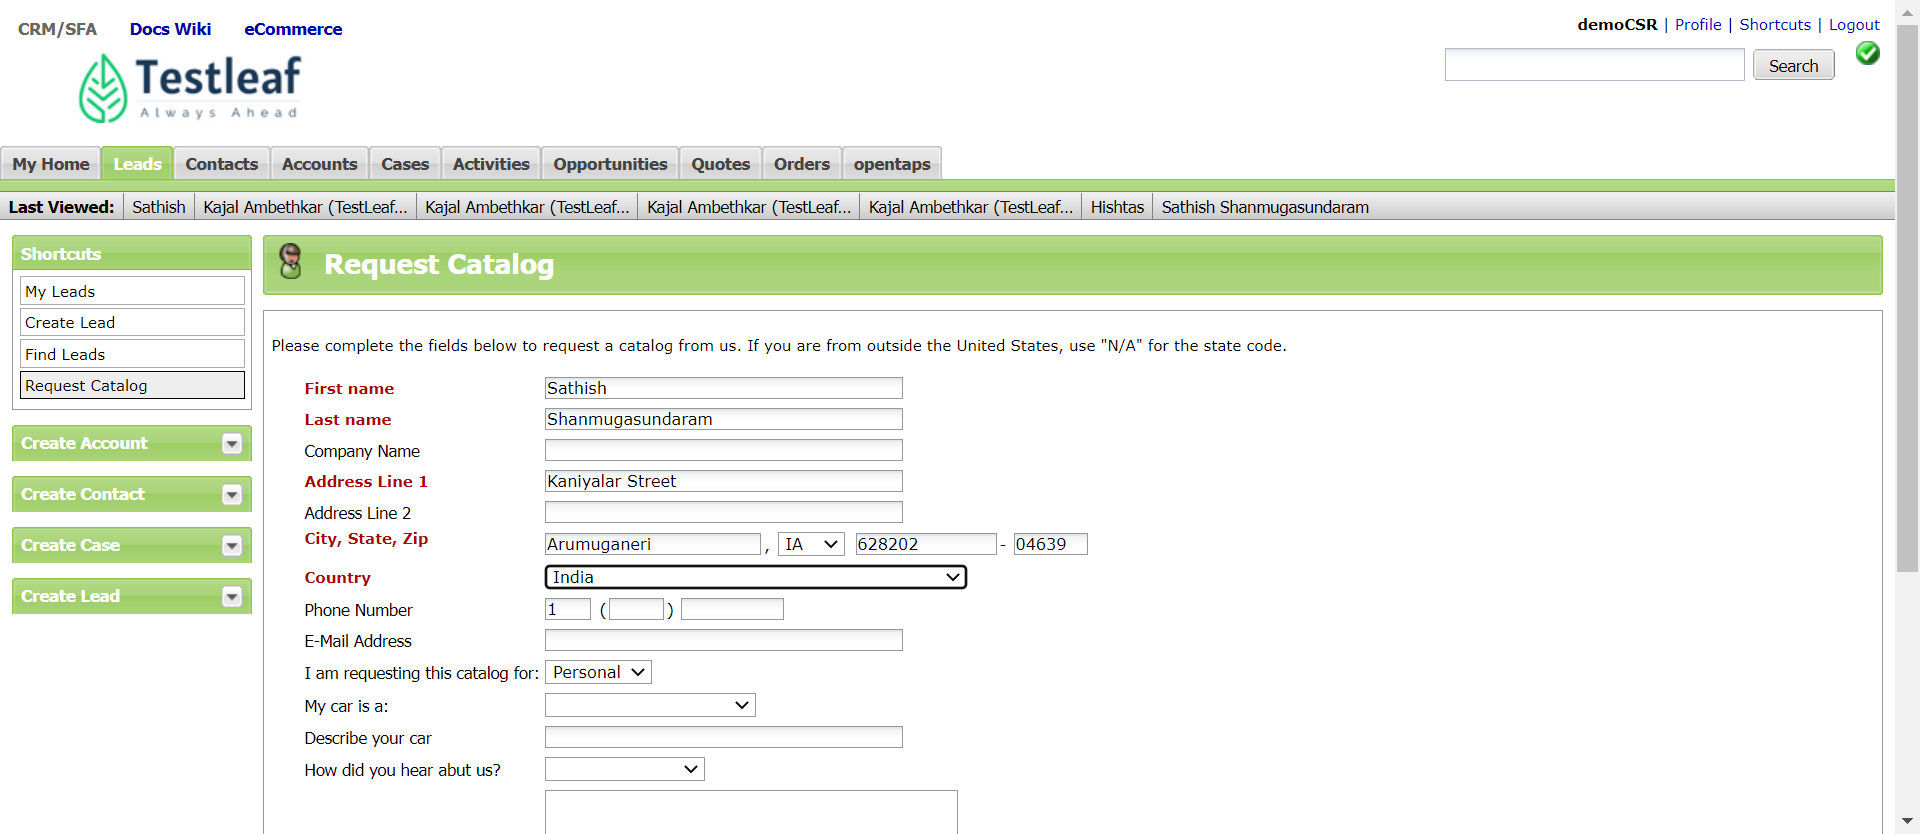 CRM/SFA Docs Wiki eCommerce
demoCSR | Profile | Shortcuts | Logout
Search
Testleaf
Always Ahead
My Home Leads Contacts Accounts Cases Activities Opportunities Quotes Orders opentaps
Last Viewed: Sathish Kajal Ambethkar (TestLeaf... Kajal Ambethkar (TestLeaf... Kajal Ambethkar (TestLeaf... Kajal Ambethkar (TestLeaf... Hishtas Sathish Shanmugasundaram
Shortcuts
My Leads
Create Lead
Find Leads
Request Catalog
Create Account
Create Contact
Create Case
Create Lead
Request Catalog
Please complete the fields below to request a catalog from us. If you are from outside the United States, use "N/A" for the state code.
First name Sathish
Last name Shanmugasundaram
Company Name
Address Line 1 Kaniyalar Street
Address Line 2
City, State, Zip Arumuganeri , IA 628202 - 04639
Country India
Phone Number 1 ( )
E-Mail Address
I am requesting this catalog for: Personal
My car is a:
Describe your car
How did you hear abut us?